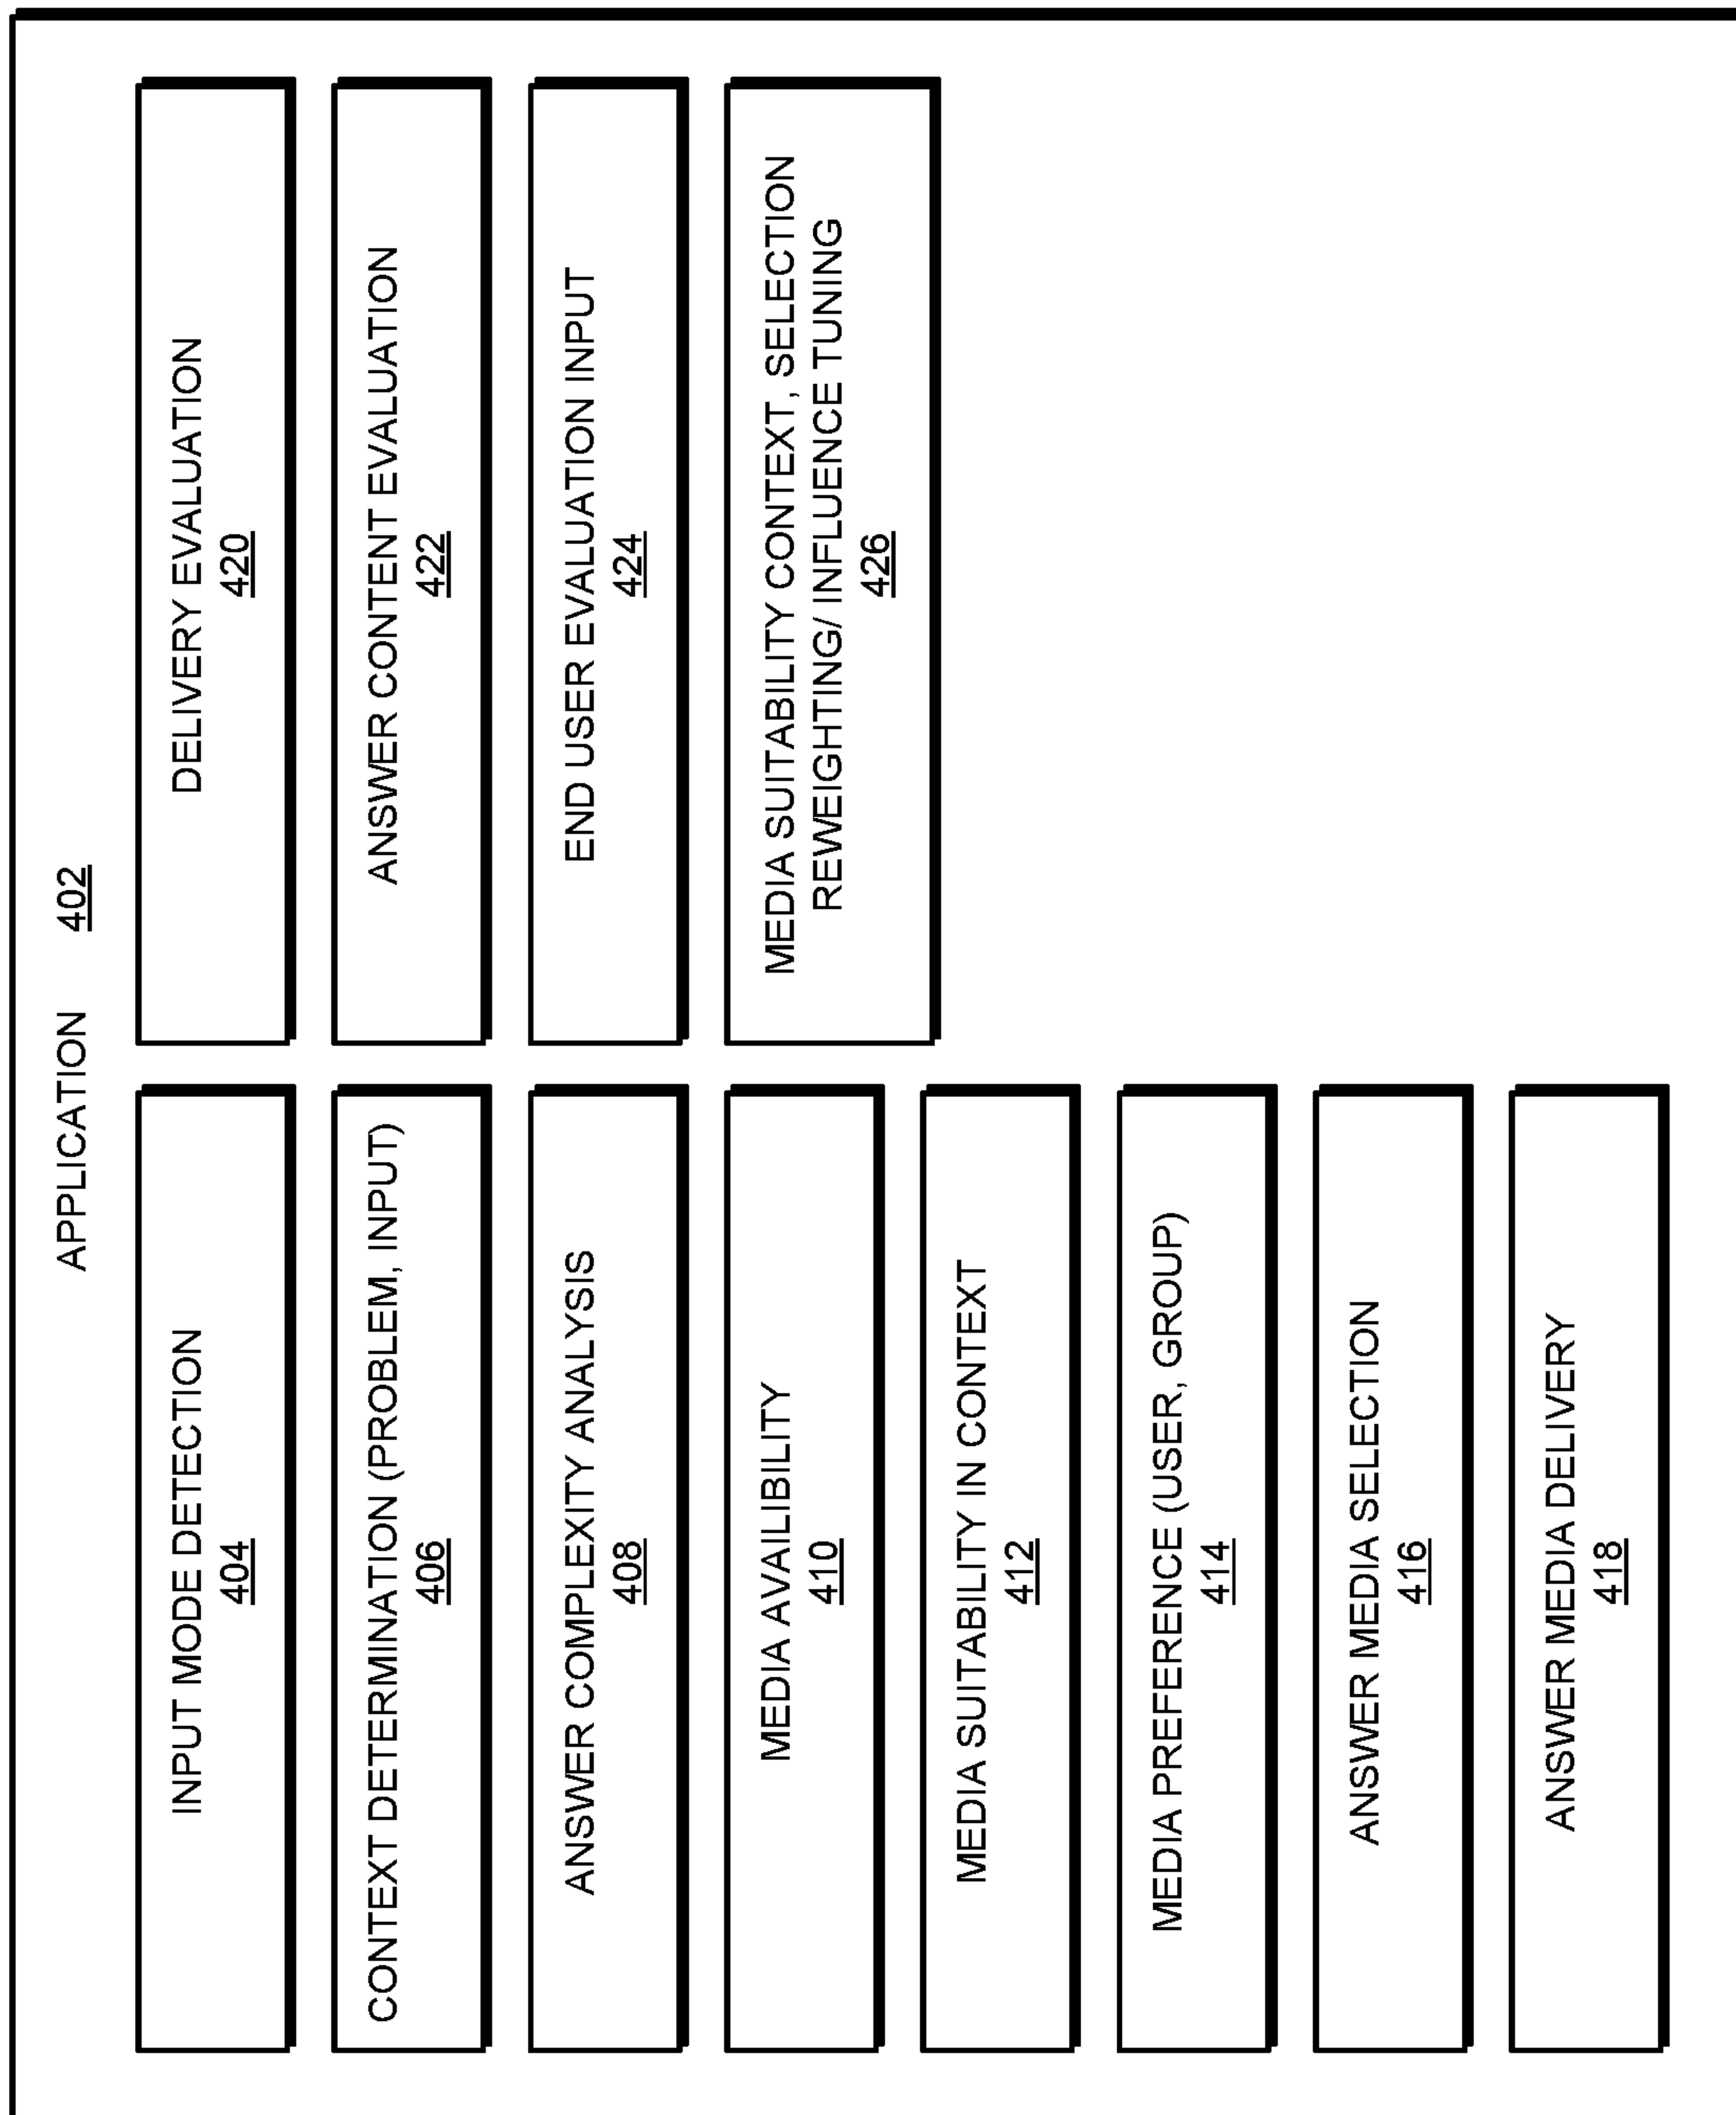 APPLICATION 402
INPUT MODE DETECTION
404
CONTEXT DETERMINATION (PROBLEM, INPUT)
406
ANSWER COMPLEXITY ANALYSIS
408
MEDIA AVAILIBILITY
410
MEDIA SUITABILITY IN CONTEXT
412
MEDIA PREFERENCE (USER, GROUP)
414
ANSWER MEDIA SELECTION
416
ANSWER MEDIA DELIVERY
418
DELIVERY EVALUATION
420
ANSWER CONTENT EVALUATION
422
END USER EVALUATION INPUT
424
MEDIA SUITABILITY CONTEXT, SELECTION
REWEIGHTING/ INFLUENCE TUNING
426